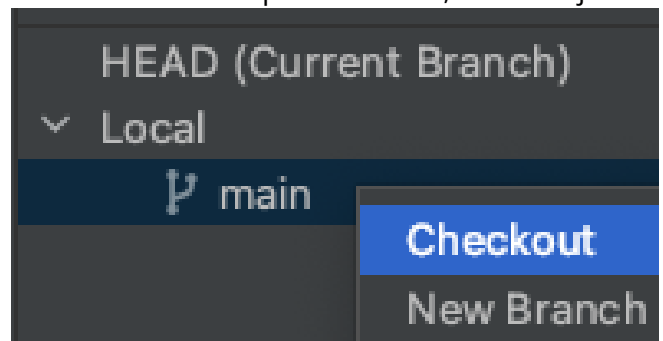 HEAD (Current Branch)
Local
main
Checkout
New Branch